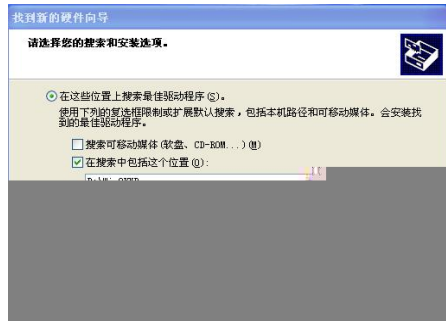 找到新的硬件向导
请选择您的搜索和安装选项。
在这些位置上搜索最佳驱动程序(S)。
使用下列的复选框限制或扩展默认搜索，包括本机路径和可移动媒体。会安装找
到的最佳驱动程序。
搜索可移动媒体(软盘、CD-ROM...)(M)
在搜索中包括这个位置(O):